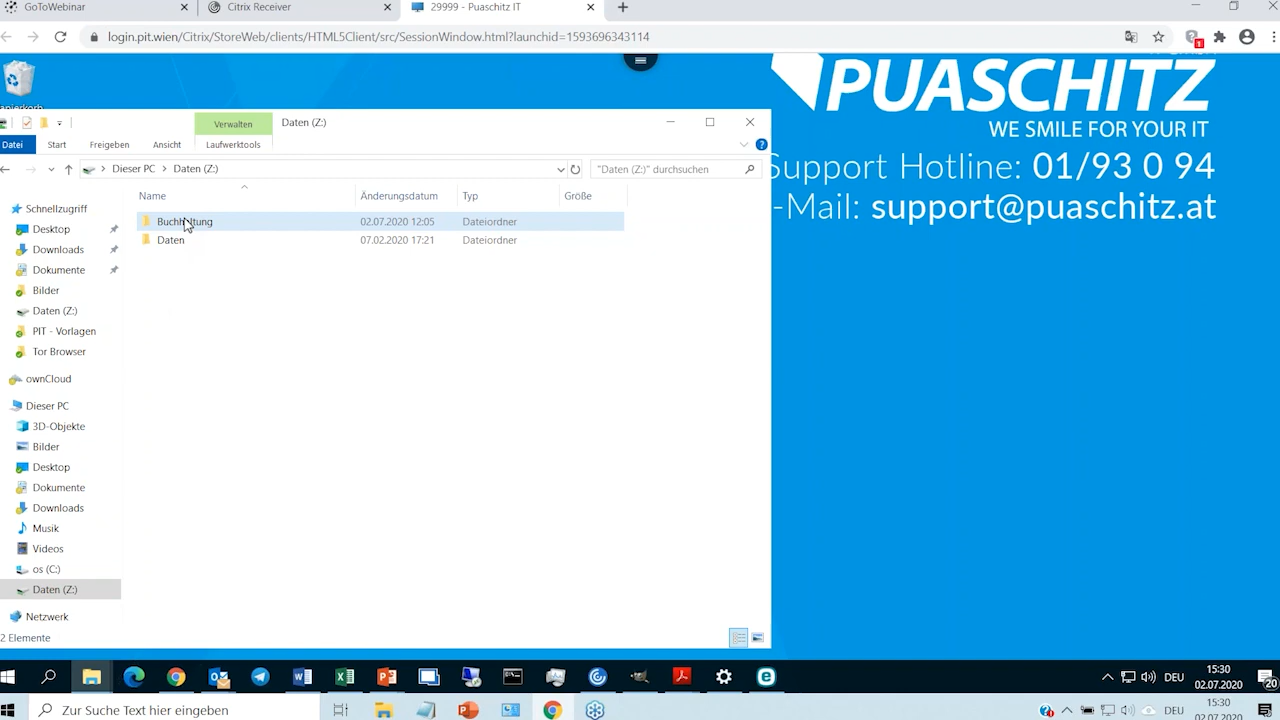 GoToWebinar
Citrix Receiver
29999 - Puaschitz IT
login.pit.wien/Citrix/StoreWeb/clients/HTML5Client/src/SessionWindow.html?launchid=1593696343114
PUASCHITZ
WE SMILE FOR YOUR IT
Support Hotline: 01/93 0 94
-Mail: support@puaschitz.at
Verwalten
Daten (Z:)
Datei
Start
Freigeben
Ansicht
Laufwerktools
Dieser PC
Daten (Z:)
"Daten (Z:)" durchsuchen
Name
Änderungsdatum
Typ
Größe
Buchhaltung
02.07.2020 12:05
Dateiordner
Daten
07.02.2020 17:21
Dateiordner
Schnellzugriff
Desktop
Downloads
Dokumente
Bilder
Daten (Z:)
PIT - Vorlagen
Tor Browser
ownCloud
Dieser PC
3D-Objekte
Bilder
Desktop
Dokumente
Downloads
Musik
Videos
os (C:)
Daten (Z:)
Netzwerk
2 Elemente
DEU
15:30
02.07.2020
20
Zur Suche Text hier eingeben
DEU
15:30
02.07.2020